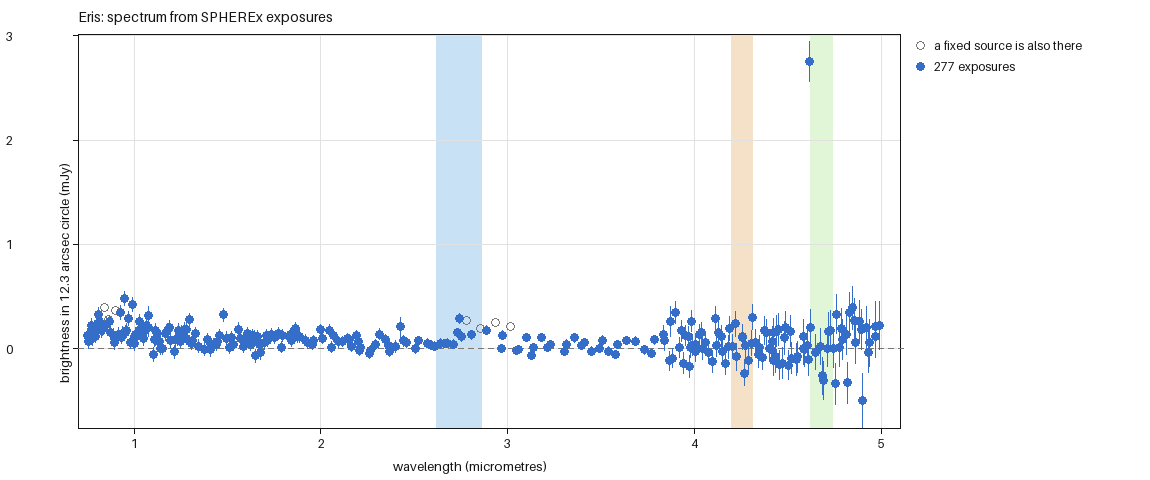 Eris: spectrum from SPHEREx exposures
a fixed source is also there
277 exposures
brightness in 12.3 arcsec circle (mJy)
3
2
1
0
1 2 3 4 5
wavelength (micrometres)